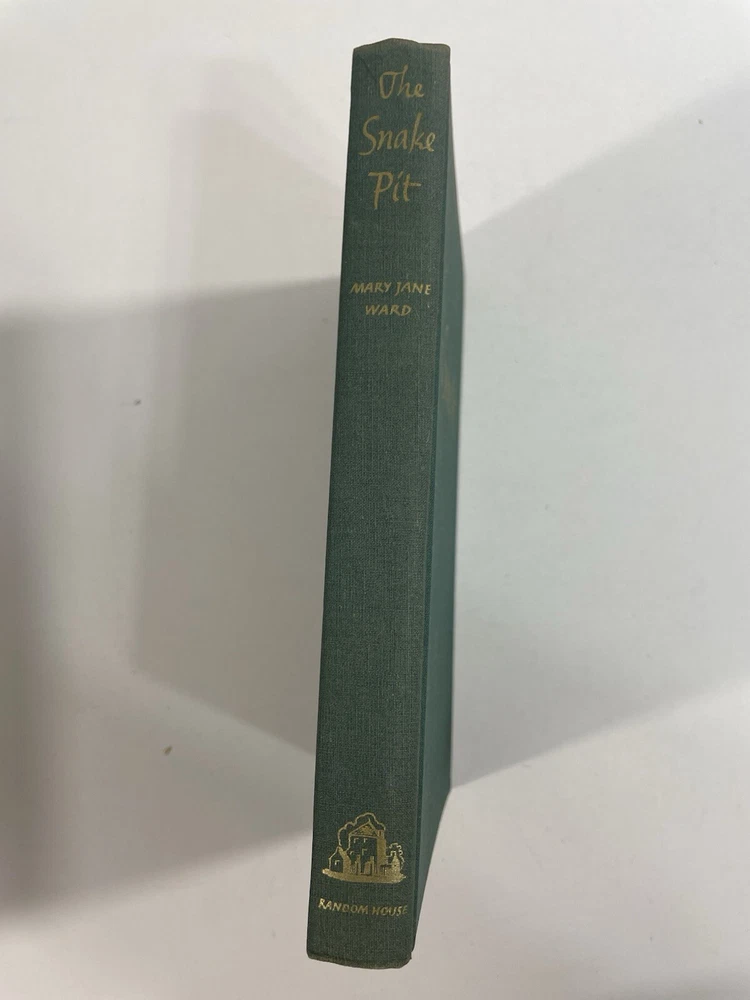 The
Snake
Pit
MARY JANE
WARD
RANDOM HOUSE